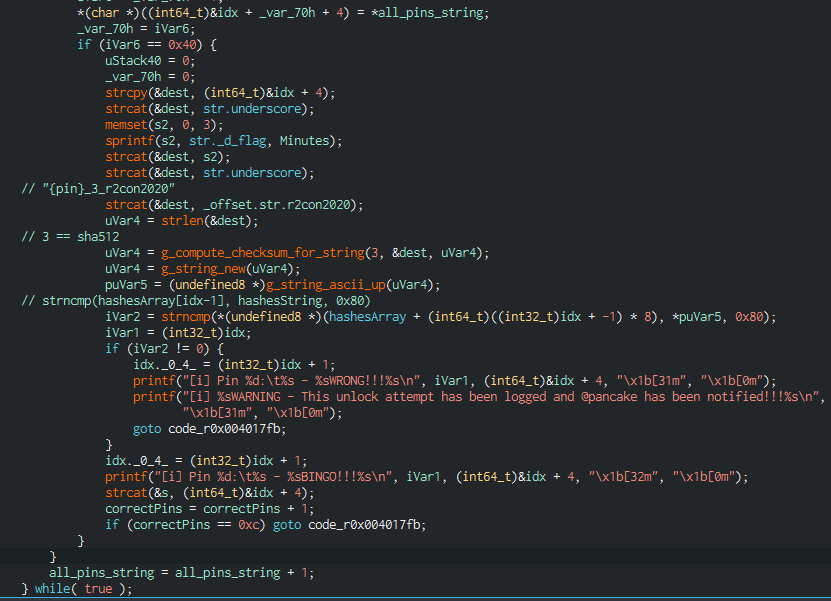 *(char *)((int64_t)&idx + _var_70h + 4) = *all_pins_string;
_var_70h = iVar6;
if (iVar6 == 0x40) {
uStack40 = 0;
_var_70h = 0;
strcpy(&dest, (int64_t)&idx + 4);
strcat(&dest, str.underscore);
memset(s2, 0, 3);
sprintf(s2, str._d_flag, Minutes);
strcat(&dest, s2);
strcat(&dest, str.underscore);
// "{pin}_3_r2con2020"
strcat(&dest, _offset.str.r2con2020);
uVar4 = strlen(&dest);
// 3 == sha512
uVar4 = g_compute_checksum_for_string(3, &dest, uVar4);
uVar4 = g_string_new(uVar4);
puVar5 = (undefined8 *)g_string_ascii_up(uVar4);
// strncmp(hashesArray[idx-1], hashesString, 0x80)
iVar2 = strncmp(*(undefined8 *)(hashesArray + (int64_t)((int32_t)idx + -1) * 8), *puVar5, 0x80);
iVar1 = (int32_t)idx;
if (iVar2 != 0) {
idx._0_4_ = (int32_t)idx + 1;
printf("[i] Pin %d:\t%s - %sWRONG!!!%s\n", iVar1, (int64_t)&idx + 4, "\x1b[31m", "\x1b[0m");
printf("[i] %sWARNING - This unlock attempt has been logged and @pancake has been notified!!!%s\n",
"\x1b[31m", "\x1b[0m");
goto code_r0x004017fb;
}
idx._0_4_ = (int32_t)idx + 1;
printf("[i] Pin %d:\t%s - %sBINGO!!!%s\n", iVar1, (int64_t)&idx + 4, "\x1b[32m", "\x1b[0m");
strcat(&s, (int64_t)&idx + 4);
correctPins = correctPins + 1;
if (correctPins == 0xc) goto code_r0x004017fb;
}
}
all_pins_string = all_pins_string + 1;
} while( true );